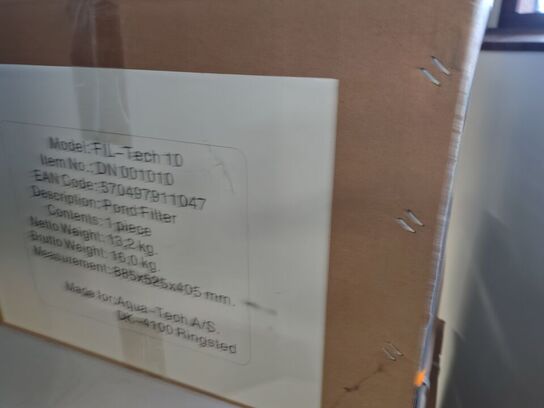 Model: FIL-Tech 10
Item No.: DN 001010
EAN Code: 570497911047
Description: Pond Filter
Contents: 1 piece
Netto Weight: 13,2 kg.
Brutto Weight: 16,0 kg.
Measurement: 885x525x405 mm.
Made for: Aqua-Tech A/S.
DK-4100 Ringsted